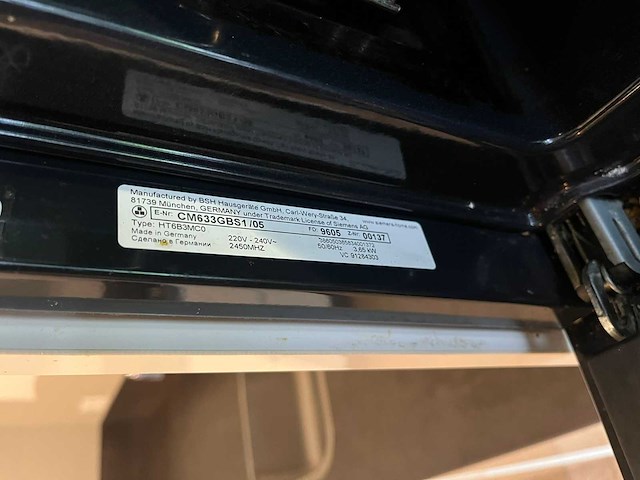 Manufactured by BSH Hausgeräte GmbH, Carl-Wery-Straße 34,
81739 München, GERMANY under Trademark License of Siemens AG
E-Nr: CM633GBS1/05 FD: 9605 Z-Nr: 00137
Type: HT6B3MC0
Made in Germany 220V - 240V~ 50/60Hz 3,65 kW
Сделано в Германии 2450MHZ VC 91284303